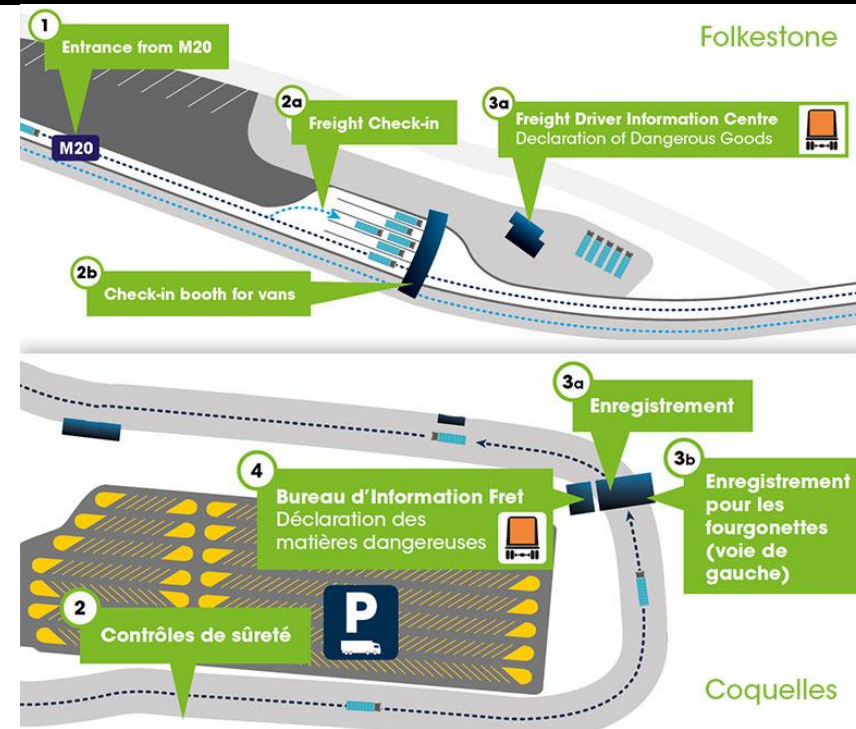 Folkestone
1
Entrance from M20
M20
2a
Freight Check-in
3a
Freight Driver Information Centre
Declaration of Dangerous Goods
2b
Check-in booth for vans
3a
Enregistrement
3b
Enregistrement
pour les
fourgonettes
(voie de
gauche)
4
Bureau d'Information Fret
Déclaration des
matières dangereuses
2
Contrôles de sûreté
P
Coquelles